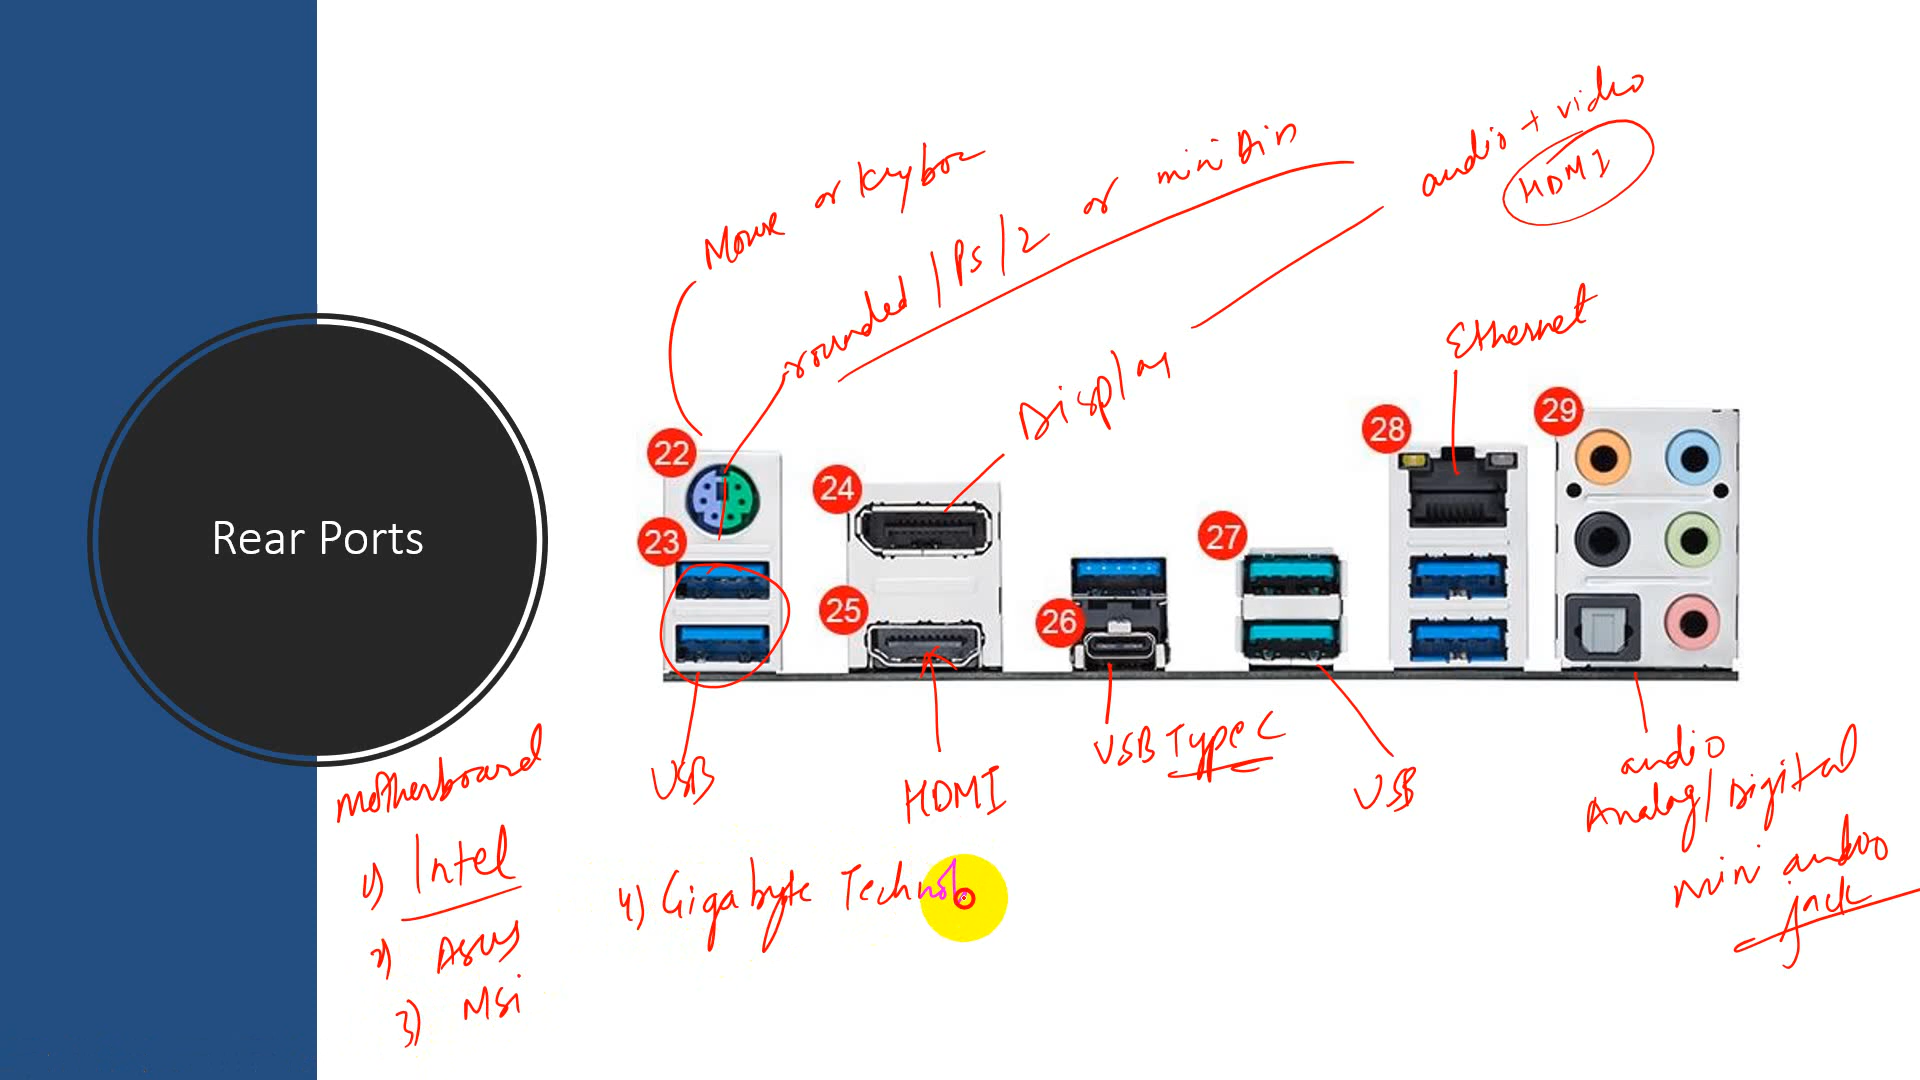 audio + video
HDMI
Mouse or Keyboa
rounded / PS/2 or mini Din
Display
Ethernet
22
23
24
25
26
27
28
29
Rear Ports
USB
HDMI
USB Type C
USB
audio
Analog/Digital
mini audio
jack
motherboard
1) Intel
2) ASUS
3) MSi
4) Gigabyte Technolo